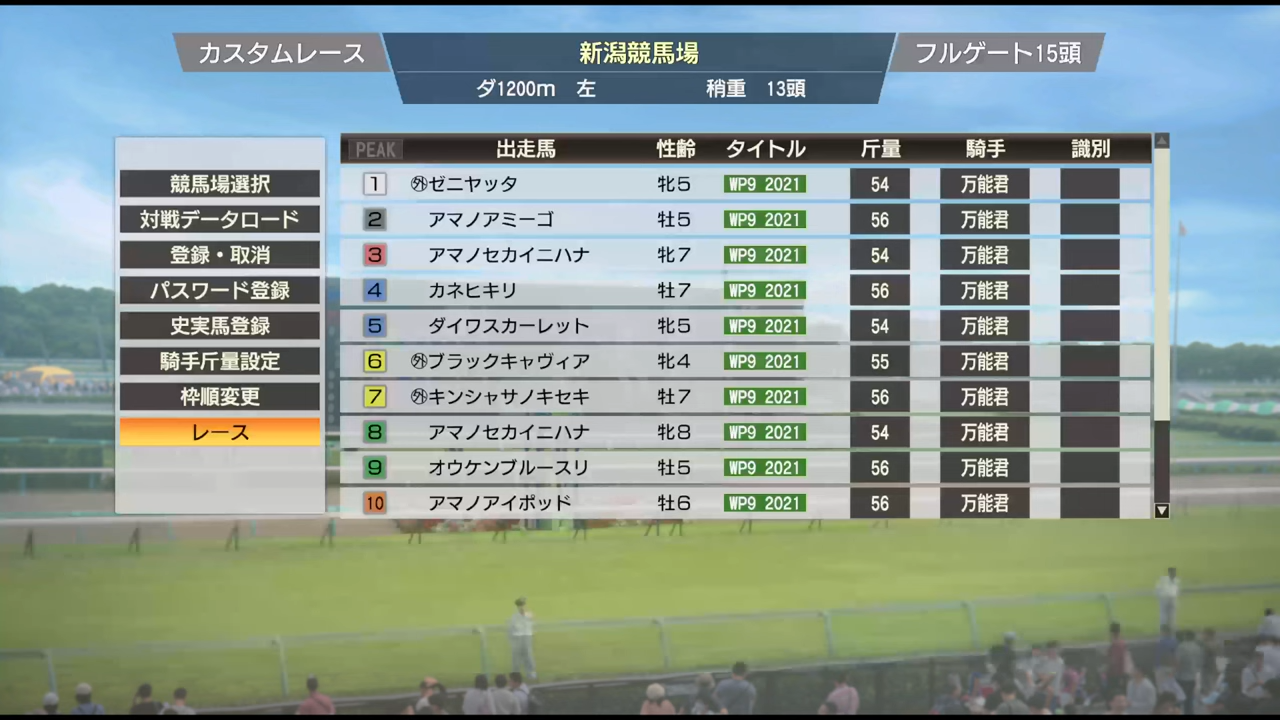 カスタムレース 新潟競馬場 フルゲート15頭
ダ1200m 左 稍重 13頭
PEAK 出走馬 性齢 タイトル 斤量 騎手 識別
競馬場選択
対戦データロード
登録・取消
パスワード登録
史実馬登録
騎手斤量設定
枠順変更
レース
1 ㊕ゼニヤッタ 牝5 WP9 2021 54 万能君
2 アマノアミーゴ 牡5 WP9 2021 56 万能君
3 アマノセカイニハナ 牝7 WP9 2021 54 万能君
4 カネヒキリ 牡7 WP9 2021 56 万能君
5 ダイワスカーレット 牝5 WP9 2021 54 万能君
6 外ブラックキャヴィア 牝4 WP9 2021 55 万能君
7 外キンシャサノキセキ 牡7 WP9 2021 56 万能君
8 アマノセカイニハナ 牝8 WP9 2021 54 万能君
9 オウケンブルースリ 牡5 WP9 2021 56 万能君
10 アマノアイポッド 牡6 WP9 2021 56 万能君